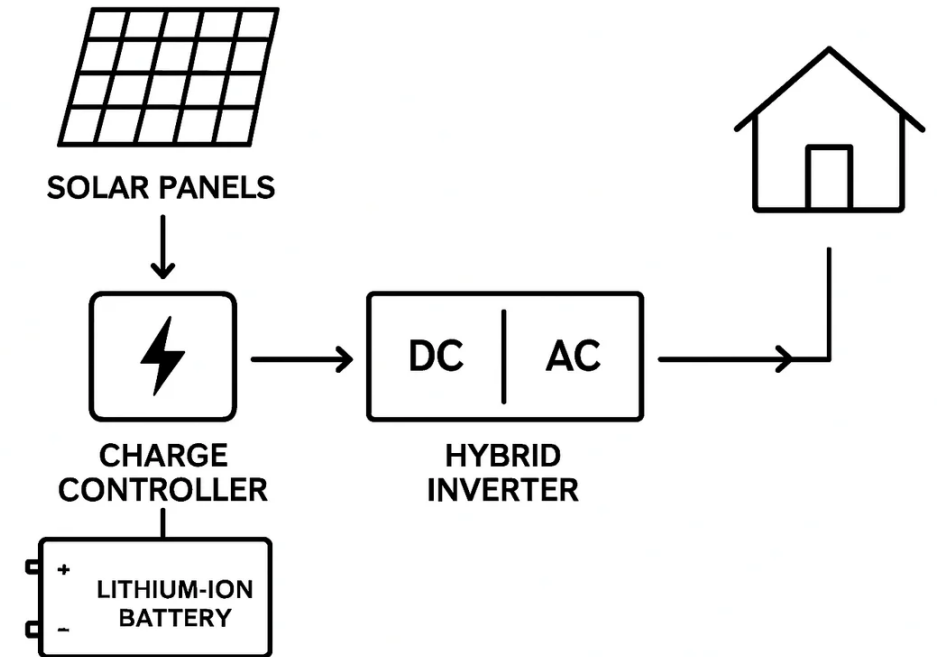 SOLAR PANELS
CHARGE
CONTROLLER
DC | AC
HYBRID
INVERTER
+
LITHIUM-ION
BATTERY
−